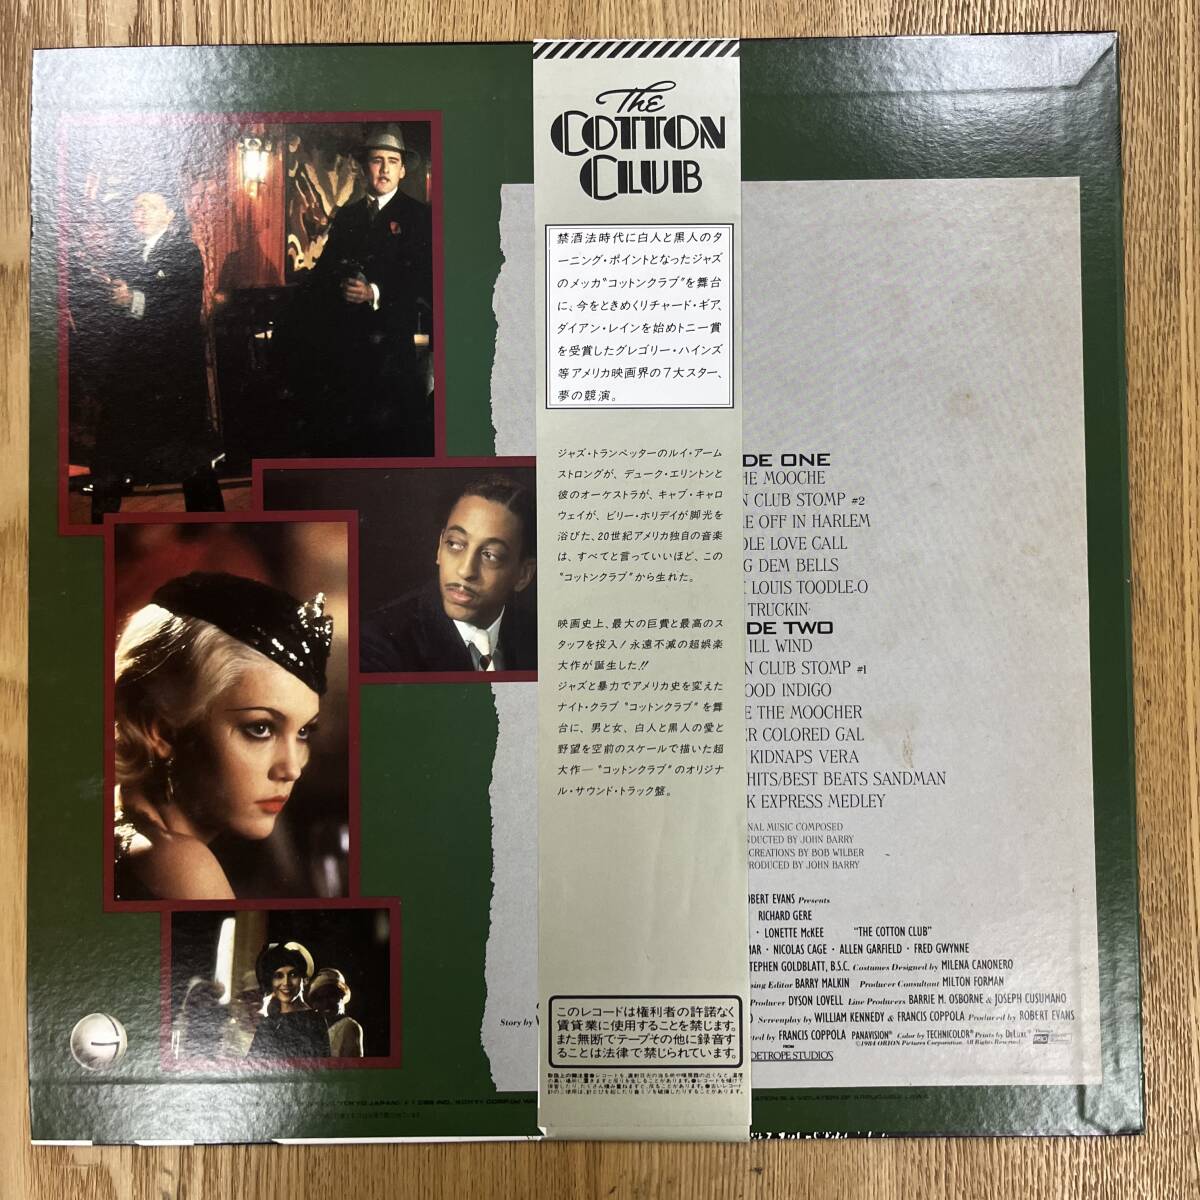 The
COTTON
CLUB
禁酒法時代に白人と黒人のタ
ーニング・ポイントとなったジャズ
のメッカ“コットンクラブ”を舞台
に、今をときめくリチャード・ギア、
ダイアン・レインを始めトニー賞
を受賞したグレゴリー・ハインズ
等アメリカ映画界の7大スター、
夢の競演。
ジャズ・トランペッターのルイ・アーム
ストロングが、デューク・エリントンと
彼のオーケストラが、キャブ・キャロ
ウェイが、ビリー・ホリデイが脚光を
浴びた、20世紀アメリカ独自の音楽
は、すべてと言っていいほど、この
“コットンクラブ”から生れた。
映画史上、最大の巨費と最高のス
タッフを投入！永遠不滅の超娯楽
大作が誕生した!!
ジャズと暴力でアメリカ史を変えた
ナイト・クラブ“コットンクラブ”を舞
台に、男と女、白人と黒人の愛と
野望を空前のスケールで描いた超
大作—“コットンクラブ”のオリジナ
ル・サウンド・トラック盤。
このレコードは権利者の許諾なく
賃貸業に使用することを禁じます。
また無断でテープその他に録音す
ることは法律で禁じられています。
DE ONE
HE MOOCHE
N CLUB STOMP #2
E OFF IN HARLEM
OLE LOVE CALL
G DEM BELLS
LOUIS TOODLE-O
TRUCKIN'
DE TWO
ILL WIND
N CLUB STOMP #1
OOD INDIGO
E THE MOOCHER
ER COLORED GAL
KIDNAPS VERA
HITS/BEST BEATS SANDMAN
K EXPRESS MEDLEY
NAL MUSIC COMPOSED
NDUCTED BY JOHN BARRY
CREATIONS BY BOB WILBER
PRODUCED BY JOHN BARRY
OBERT EVANS Presents
RICHARD GERE
· LONETTE McKEE "THE COTTON CLUB"
MAR · NICOLAS CAGE · ALLEN GARFIELD · FRED GWYNNE
TEPHEN GOLDBLATT, B.S.C. Costumes Designed by MILENA CANONERO
ing Editor BARRY MALKIN Producer Consultant MILTON FORMAN
Producer DYSON LOVELL Line Producers BARRIE M. OSBORNE & JOSEPH CUSUMANO
Story by
O Screenplay by WILLIAM KENNEDY & FRANCIS COPPOLA Produced by ROBERT EVANS
ted by FRANCIS COPPOLA PANAVISION® Color by TECHNICOLOR® Prints by DeLuxe®
FROM
©1984 ORION Pictures Corporation. All Rights Reserved.
OETROPE STUDIOS